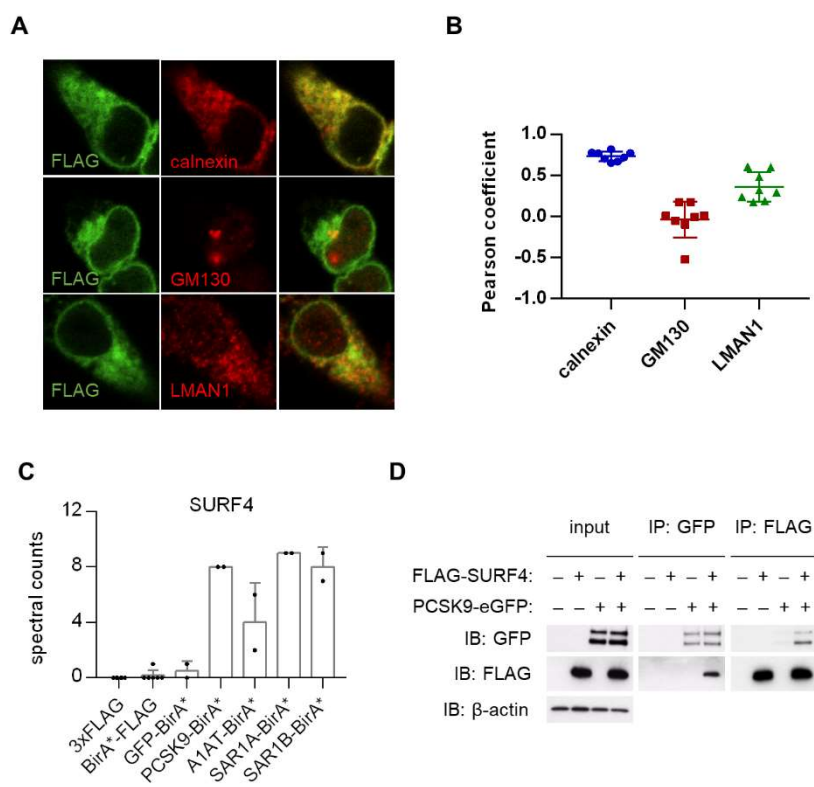 A
FLAG
calnexin
FLAG
GM130
FLAG
LMAN1
B
Pearson coefficient
1.0
0.5
0.0
-0.5
-1.0
calnexin
GM130
LMAN1
C
SURF4
spectral counts
12
8
4
0
3xFLAG
BirA*-FLAG
GFP-BirA*
PCSK9-BirA*
A1AT-BirA*
SAR1A-BirA*
SAR1B-BirA*
D
input IP: GFP IP: FLAG
FLAG-SURF4: – + – + – + – + – + – +
PCSK9-eGFP: – – + + – – + + – – + +
IB: GFP
IB: FLAG
IB: β-actin